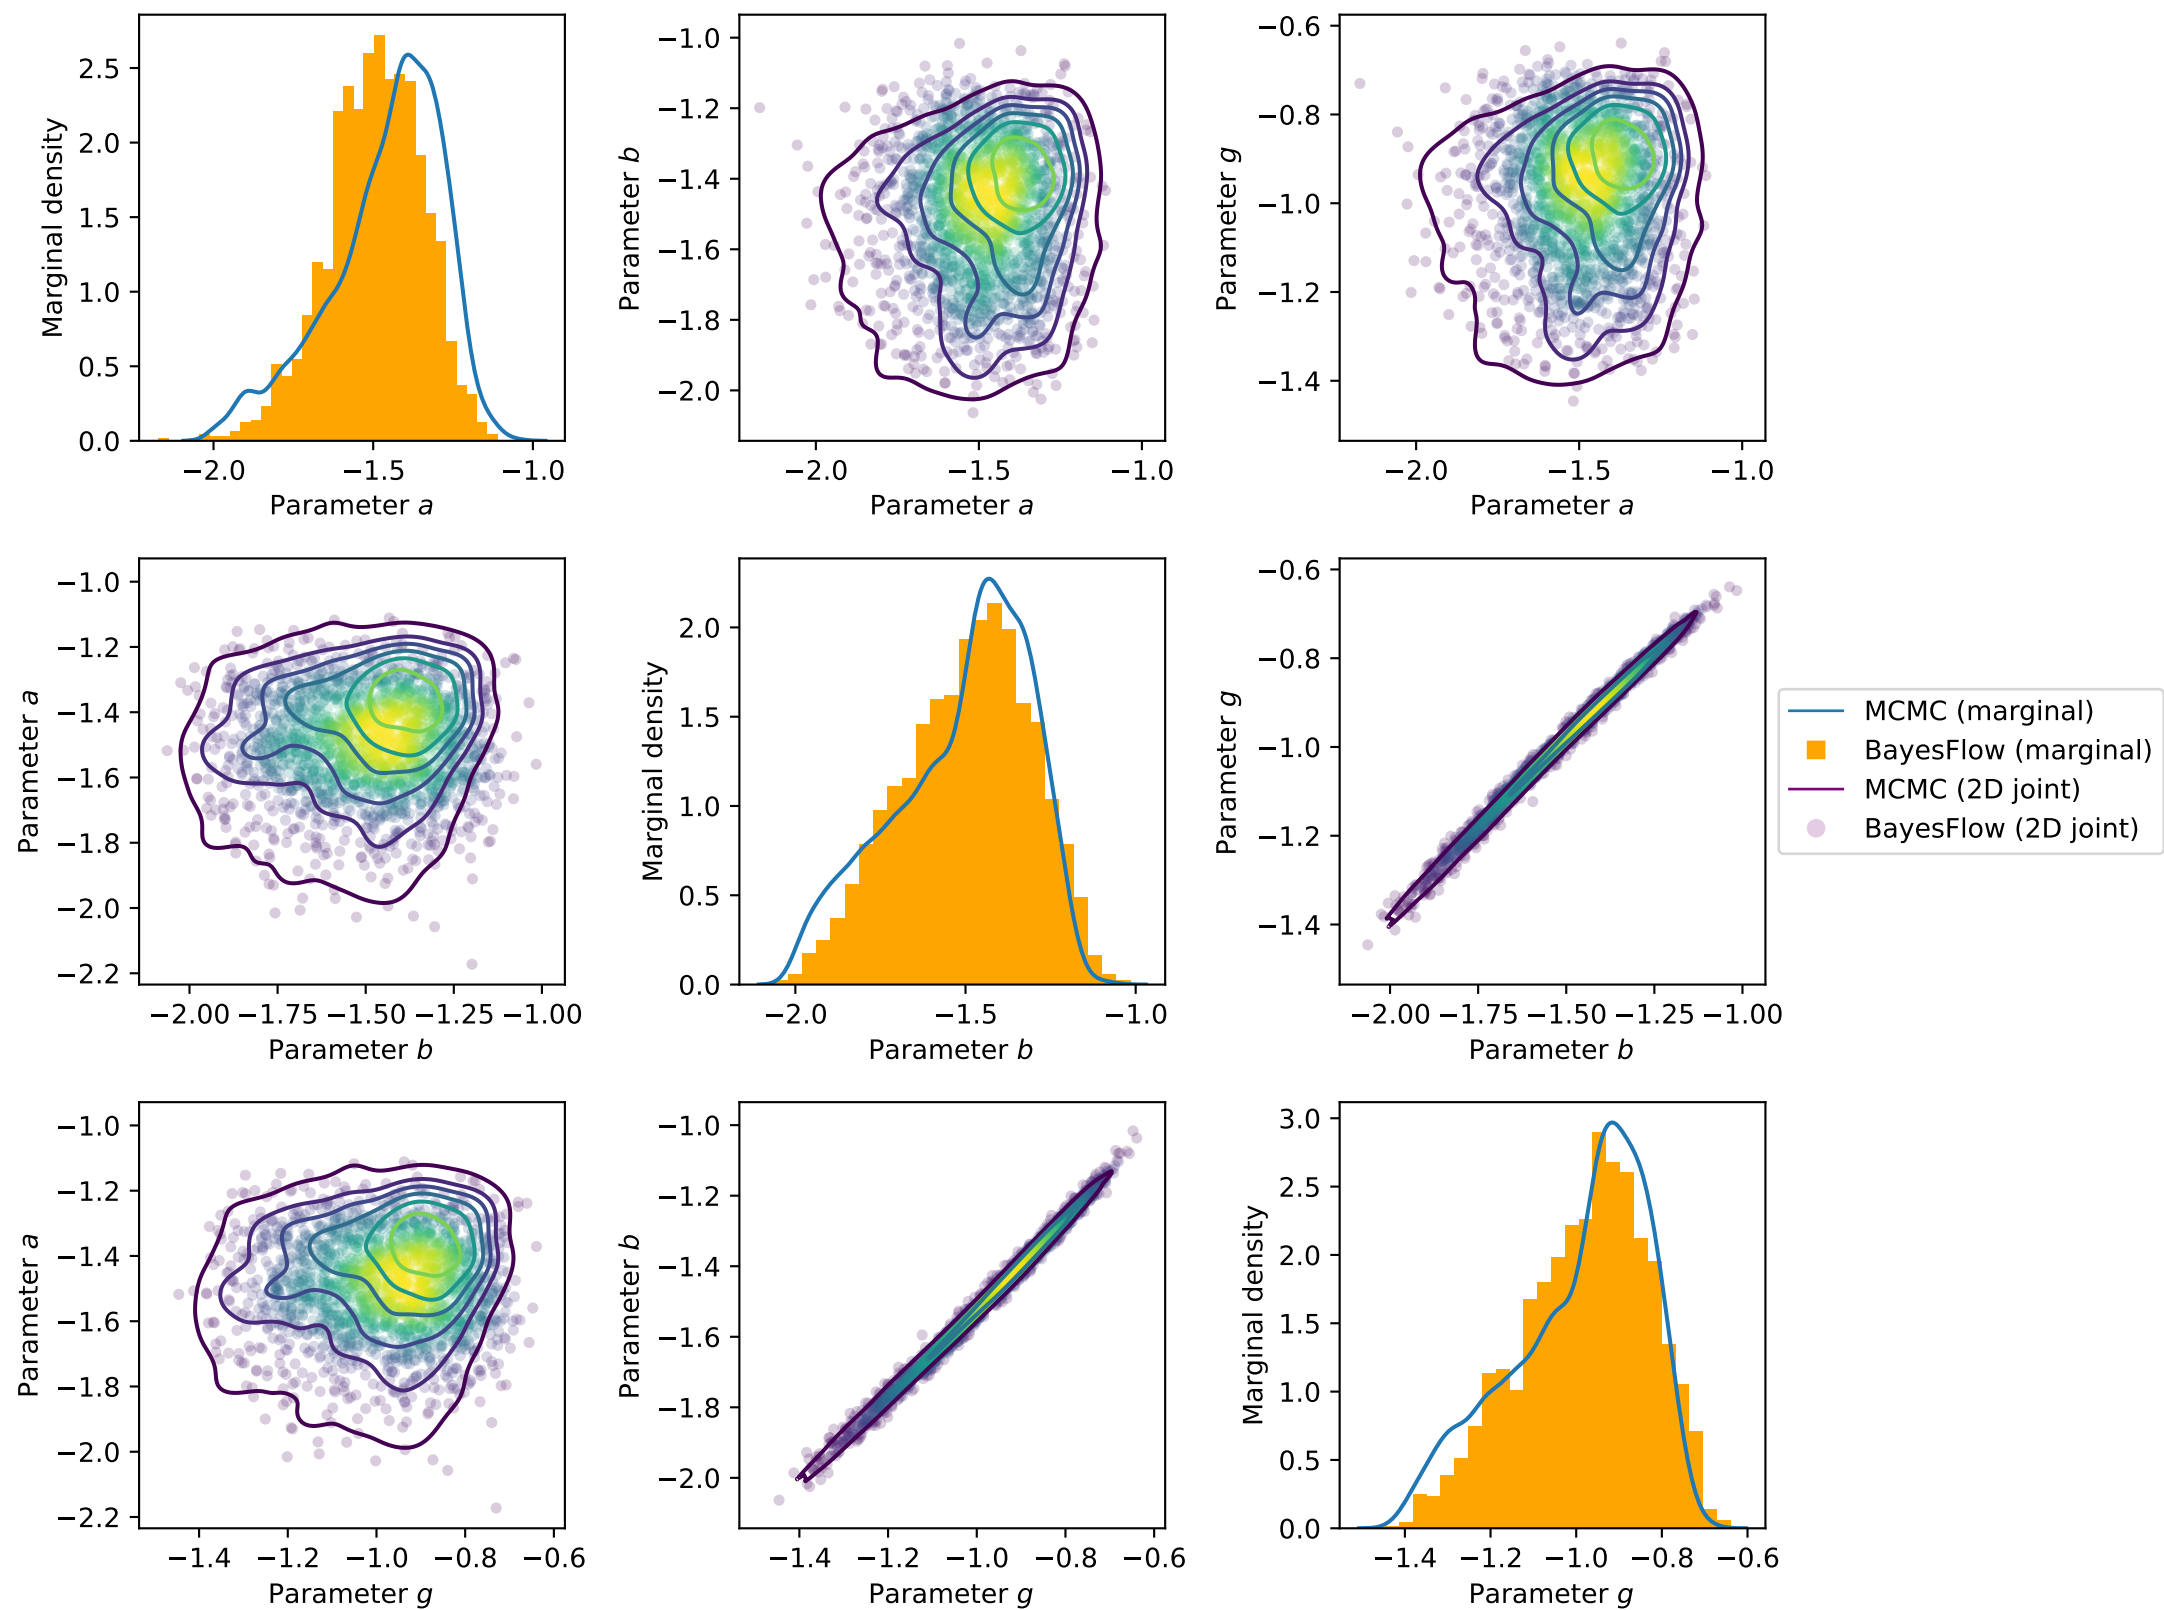 Marginal density
2.5
2.0
1.5
1.0
0.5
0.0
−2.0 −1.5 −1.0
Parameter a
Parameter b
−1.0
−1.2
−1.4
−1.6
−1.8
−2.0
−2.0 −1.5 −1.0
Parameter a
Parameter g
−0.6
−0.8
−1.0
−1.2
−1.4
−2.0 −1.5 −1.0
Parameter a
Parameter a
−1.0
−1.2
−1.4
−1.6
−1.8
−2.0
−2.2
−2.00 −1.75 −1.50 −1.25 −1.00
Parameter b
Marginal density
2.0
1.5
1.0
0.5
0.0
−2.0 −1.5 −1.0
Parameter b
Parameter g
−0.6
−0.8
−1.0
−1.2
−1.4
−2.00 −1.75 −1.50 −1.25 −1.00
Parameter b
MCMC (marginal)
BayesFlow (marginal)
MCMC (2D joint)
BayesFlow (2D joint)
Parameter a
−1.0
−1.2
−1.4
−1.6
−1.8
−2.0
−2.2
−1.4 −1.2 −1.0 −0.8 −0.6
Parameter g
Parameter b
−1.0
−1.2
−1.4
−1.6
−1.8
−2.0
−1.4 −1.2 −1.0 −0.8 −0.6
Parameter g
Marginal density
3.0
2.5
2.0
1.5
1.0
0.5
0.0
−1.4 −1.2 −1.0 −0.8 −0.6
Parameter g